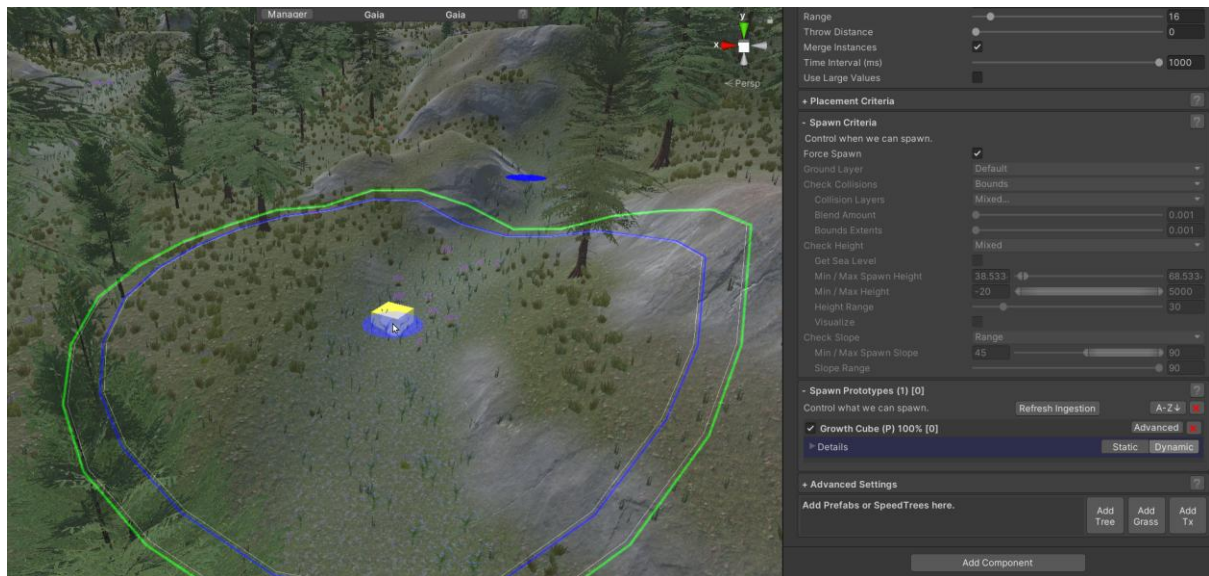 Manager Gaia Gaia ?
y
x
< Persp
Range 16
Throw Distance 0
Merge Instances
Time Interval (ms) 1000
Use Large Values
+ Placement Criteria ?
- Spawn Criteria ?
Control when we can spawn.
Force Spawn
Ground Layer Default
Check Collisions Bounds
Collision Layers Mixed...
Blend Amount 0.001
Bounds Extents 0.001
Check Height Mixed
Get Sea Level
Min / Max Spawn Height 38.533 68.533
Min / Max Height -20 5000
Height Range 30
Visualize
Check Slope Range
Min / Max Spawn Slope 45 90
Slope Range 90
- Spawn Prototypes (1) [0] ?
Control what we can spawn. Refresh Ingestion A-Z↓
Growth Cube (P) 100% [0] Advanced
Details Static Dynamic
+ Advanced Settings ?
Add Prefabs or SpeedTrees here.
Add Tree Add Grass Add Tx
Add Component